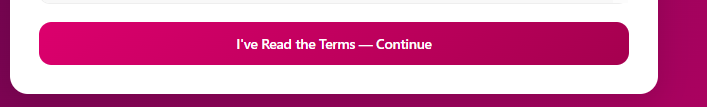 I've Read the Terms — Continue